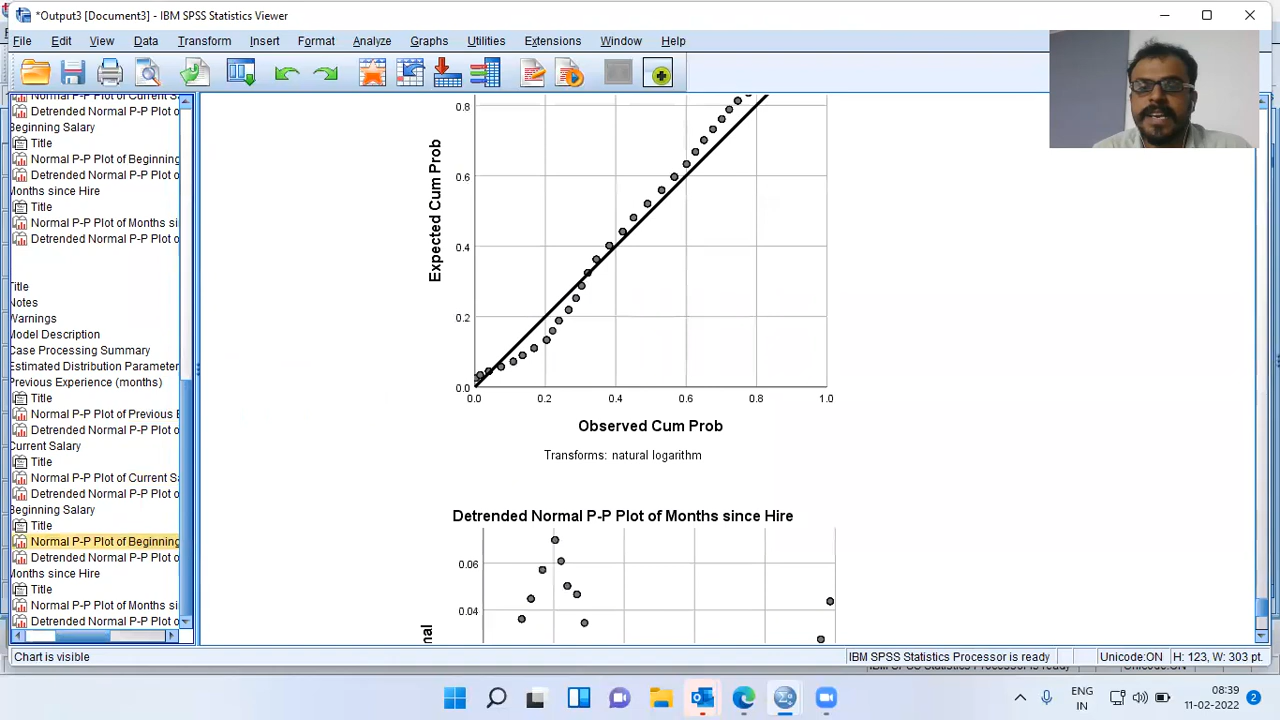 *Output3 [Document3] - IBM SPSS Statistics Viewer
File Edit View Data Transform Insert Format Analyze Graphs Utilities Extensions Window Help
Normal P-P Plot of Current S
Detrended Normal P-P Plot o
Beginning Salary
Title
Normal P-P Plot of Beginning
Detrended Normal P-P Plot o
Months since Hire
Title
Normal P-P Plot of Months si
Detrended Normal P-P Plot o
Title
Notes
Warnings
Model Description
Case Processing Summary
Estimated Distribution Parameter
Previous Experience (months)
Title
Normal P-P Plot of Previous E
Detrended Normal P-P Plot o
Current Salary
Title
Normal P-P Plot of Current Sa
Detrended Normal P-P Plot o
Beginning Salary
Title
Normal P-P Plot of Beginning
Detrended Normal P-P Plot o
Months since Hire
Title
Normal P-P Plot of Months si
Detrended Normal P-P Plot o
Expected Cum Prob
0.8
0.6
0.4
0.2
0.0
0.0 0.2 0.4 0.6 0.8 1.0
Observed Cum Prob
Transforms: natural logarithm
Detrended Normal P-P Plot of Months since Hire
0.06
0.04
nal
Chart is visible
IBM SPSS Statistics Processor is ready
Unicode:ON
H: 123, W: 303 pt.
ENG
IN
08:39
11-02-2022
2